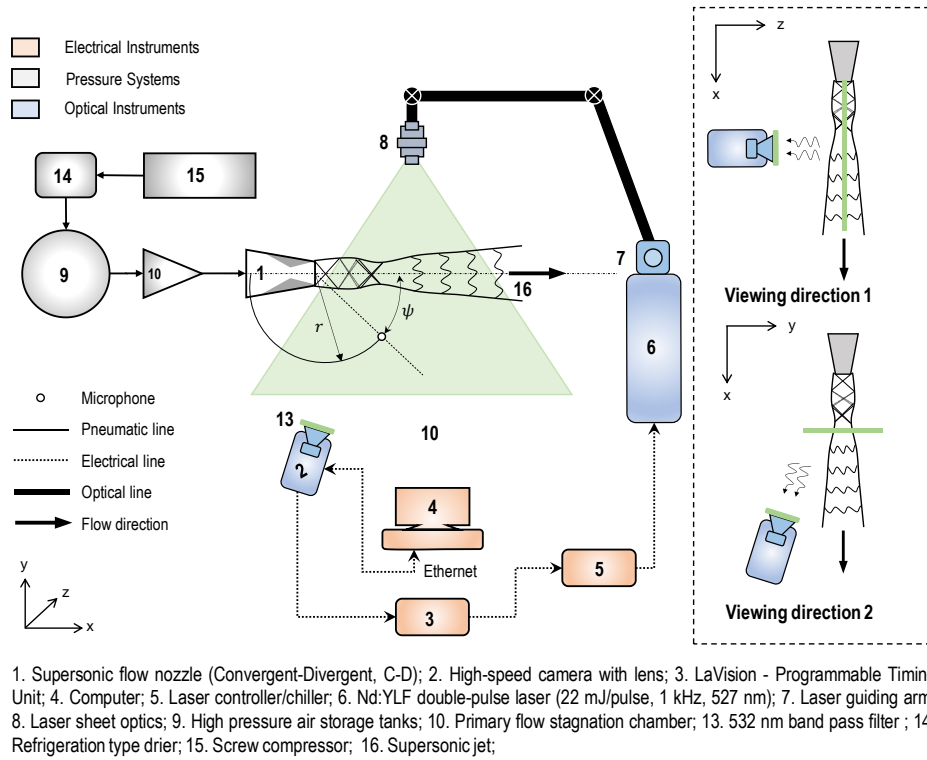 Electrical Instruments
Pressure Systems
Optical Instruments
14
15
9
10
1
8
7
6
16
r
ψ
10
13
2
4
Ethernet
5
3
Microphone
Pneumatic line
Electrical line
Optical line
Flow direction
y
z
x
z
x
Viewing direction 1
y
x
Viewing direction 2
1. Supersonic flow nozzle (Convergent-Divergent, C-D); 2. High-speed camera with lens; 3. LaVision - Programmable Timin
Unit; 4. Computer; 5. Laser controller/chiller; 6. Nd:YLF double-pulse laser (22 mJ/pulse, 1 kHz, 527 nm); 7. Laser guiding arm
8. Laser sheet optics; 9. High pressure air storage tanks; 10. Primary flow stagnation chamber; 13. 532 nm band pass filter ; 14
Refrigeration type drier; 15. Screw compressor; 16. Supersonic jet;